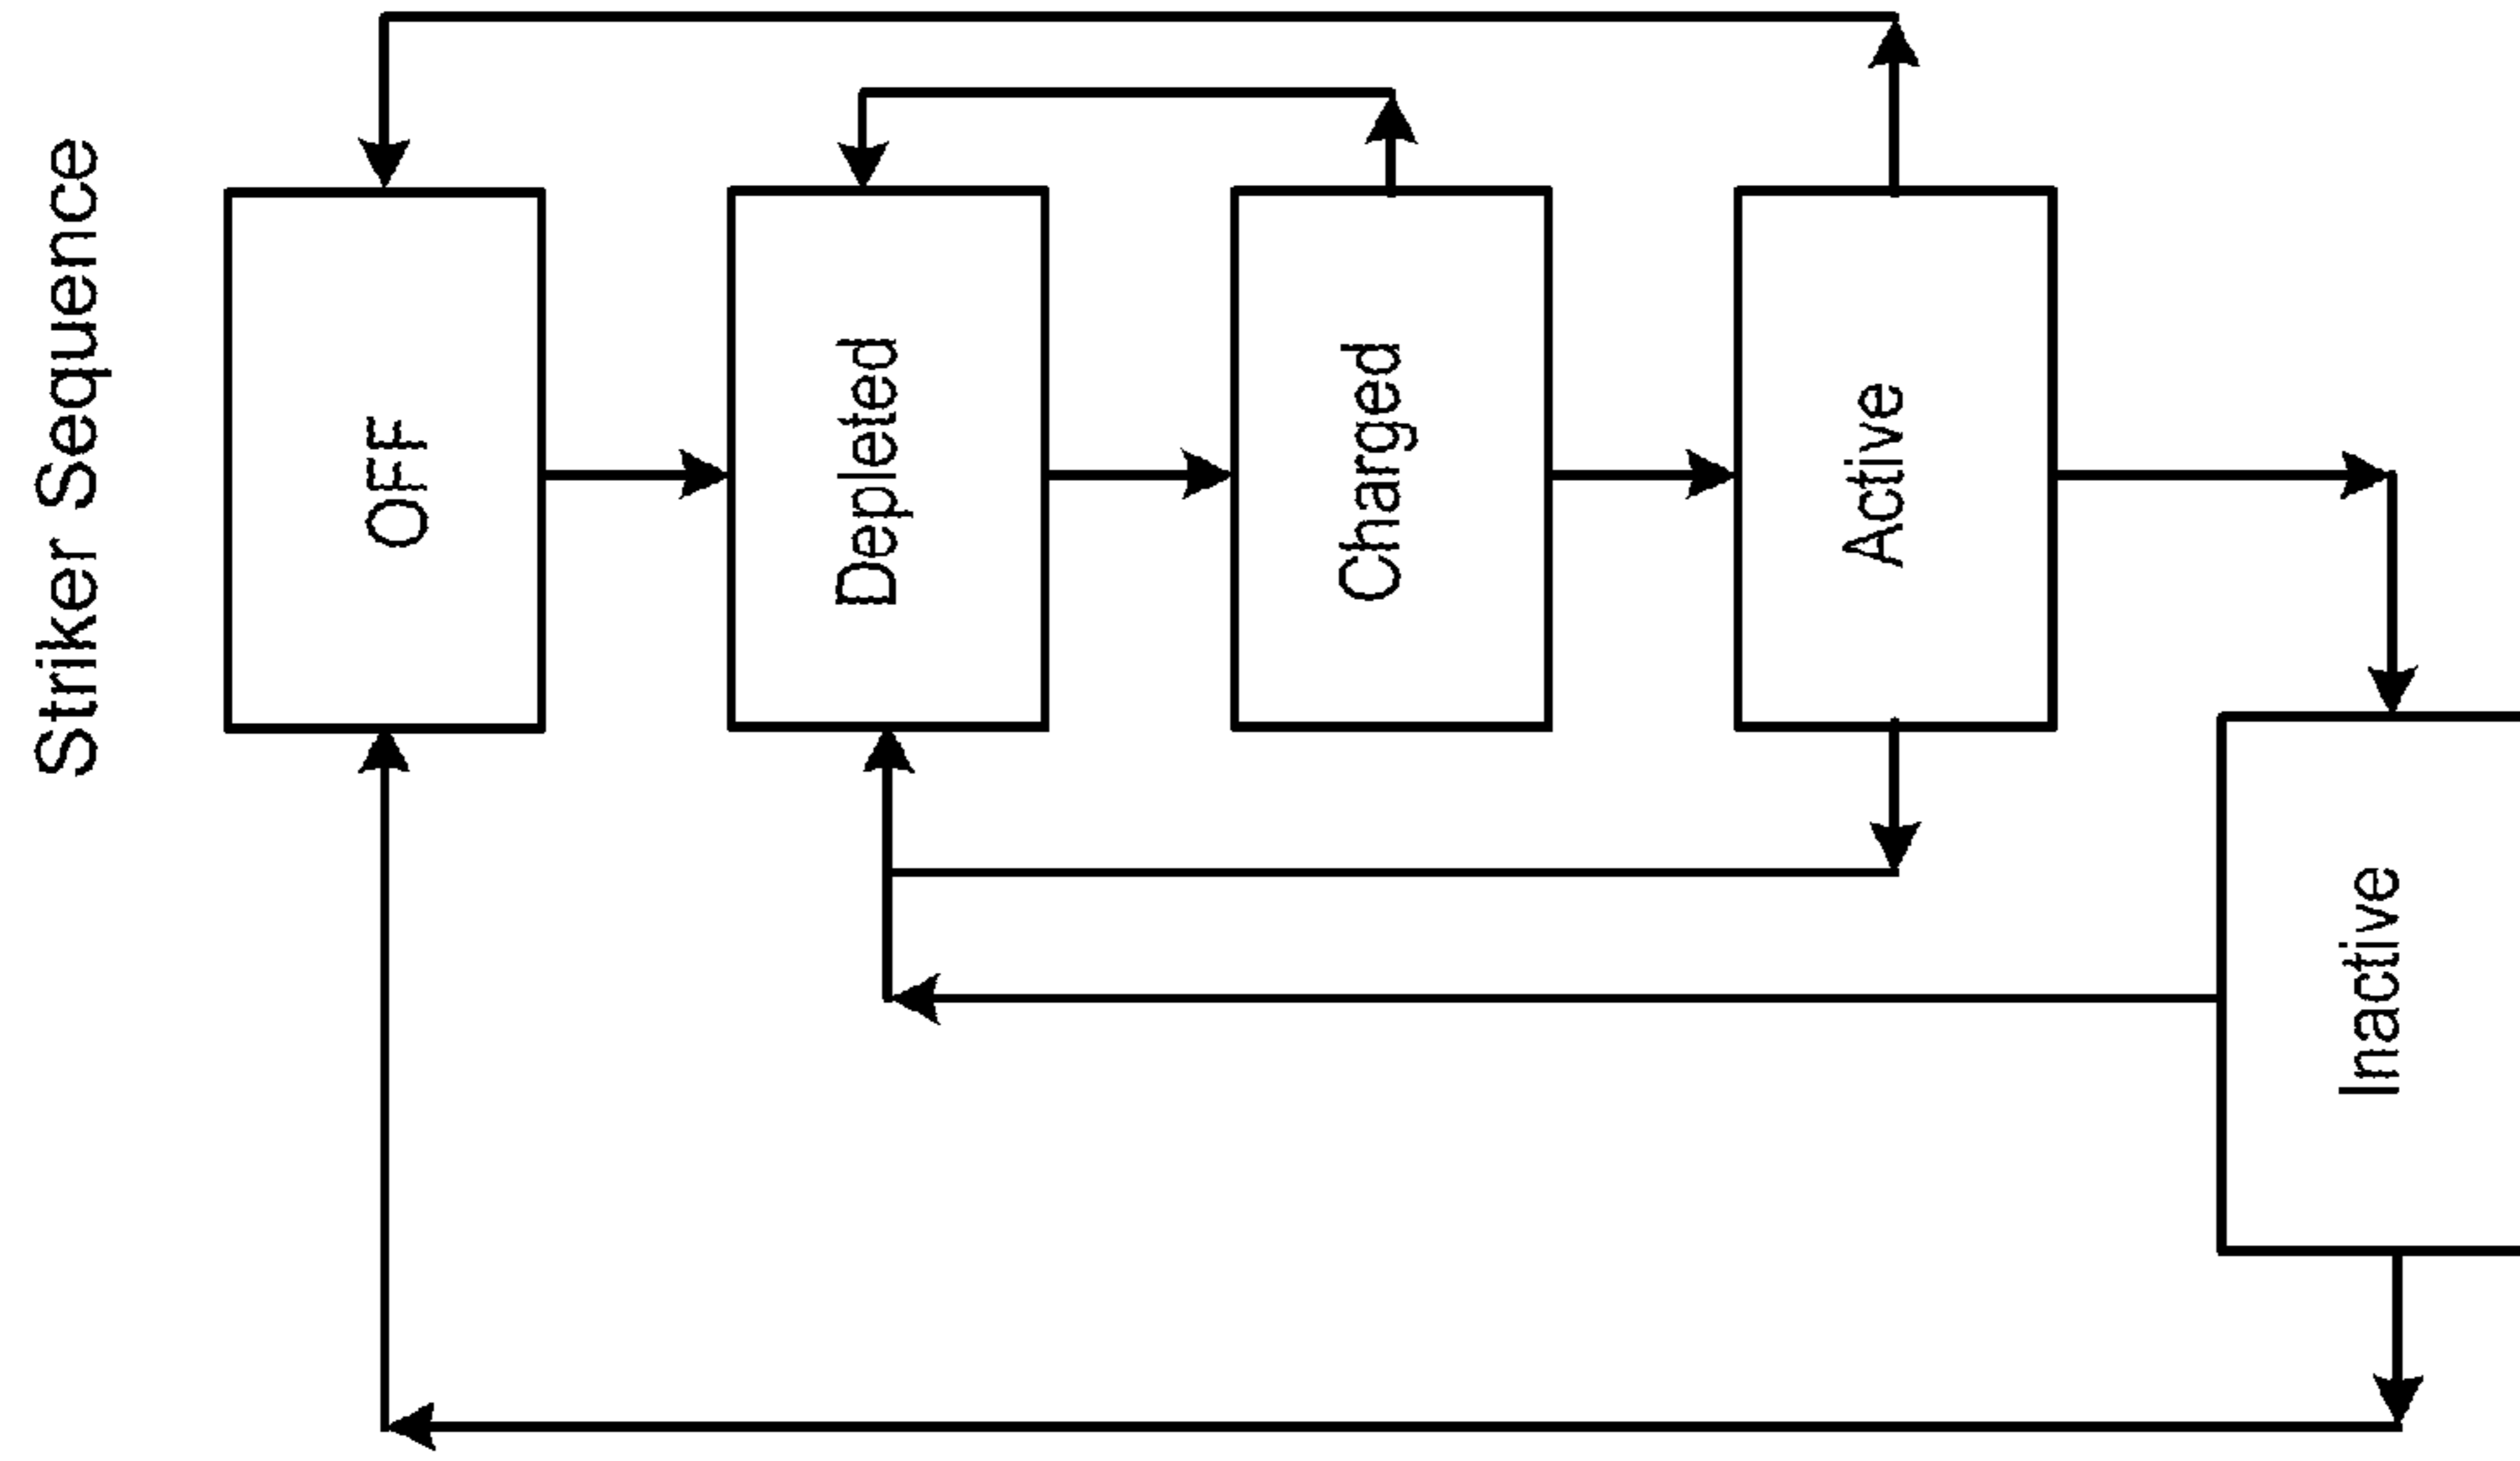 Striker Sequence
OFF
Depleted
Charged
Active
Inactive